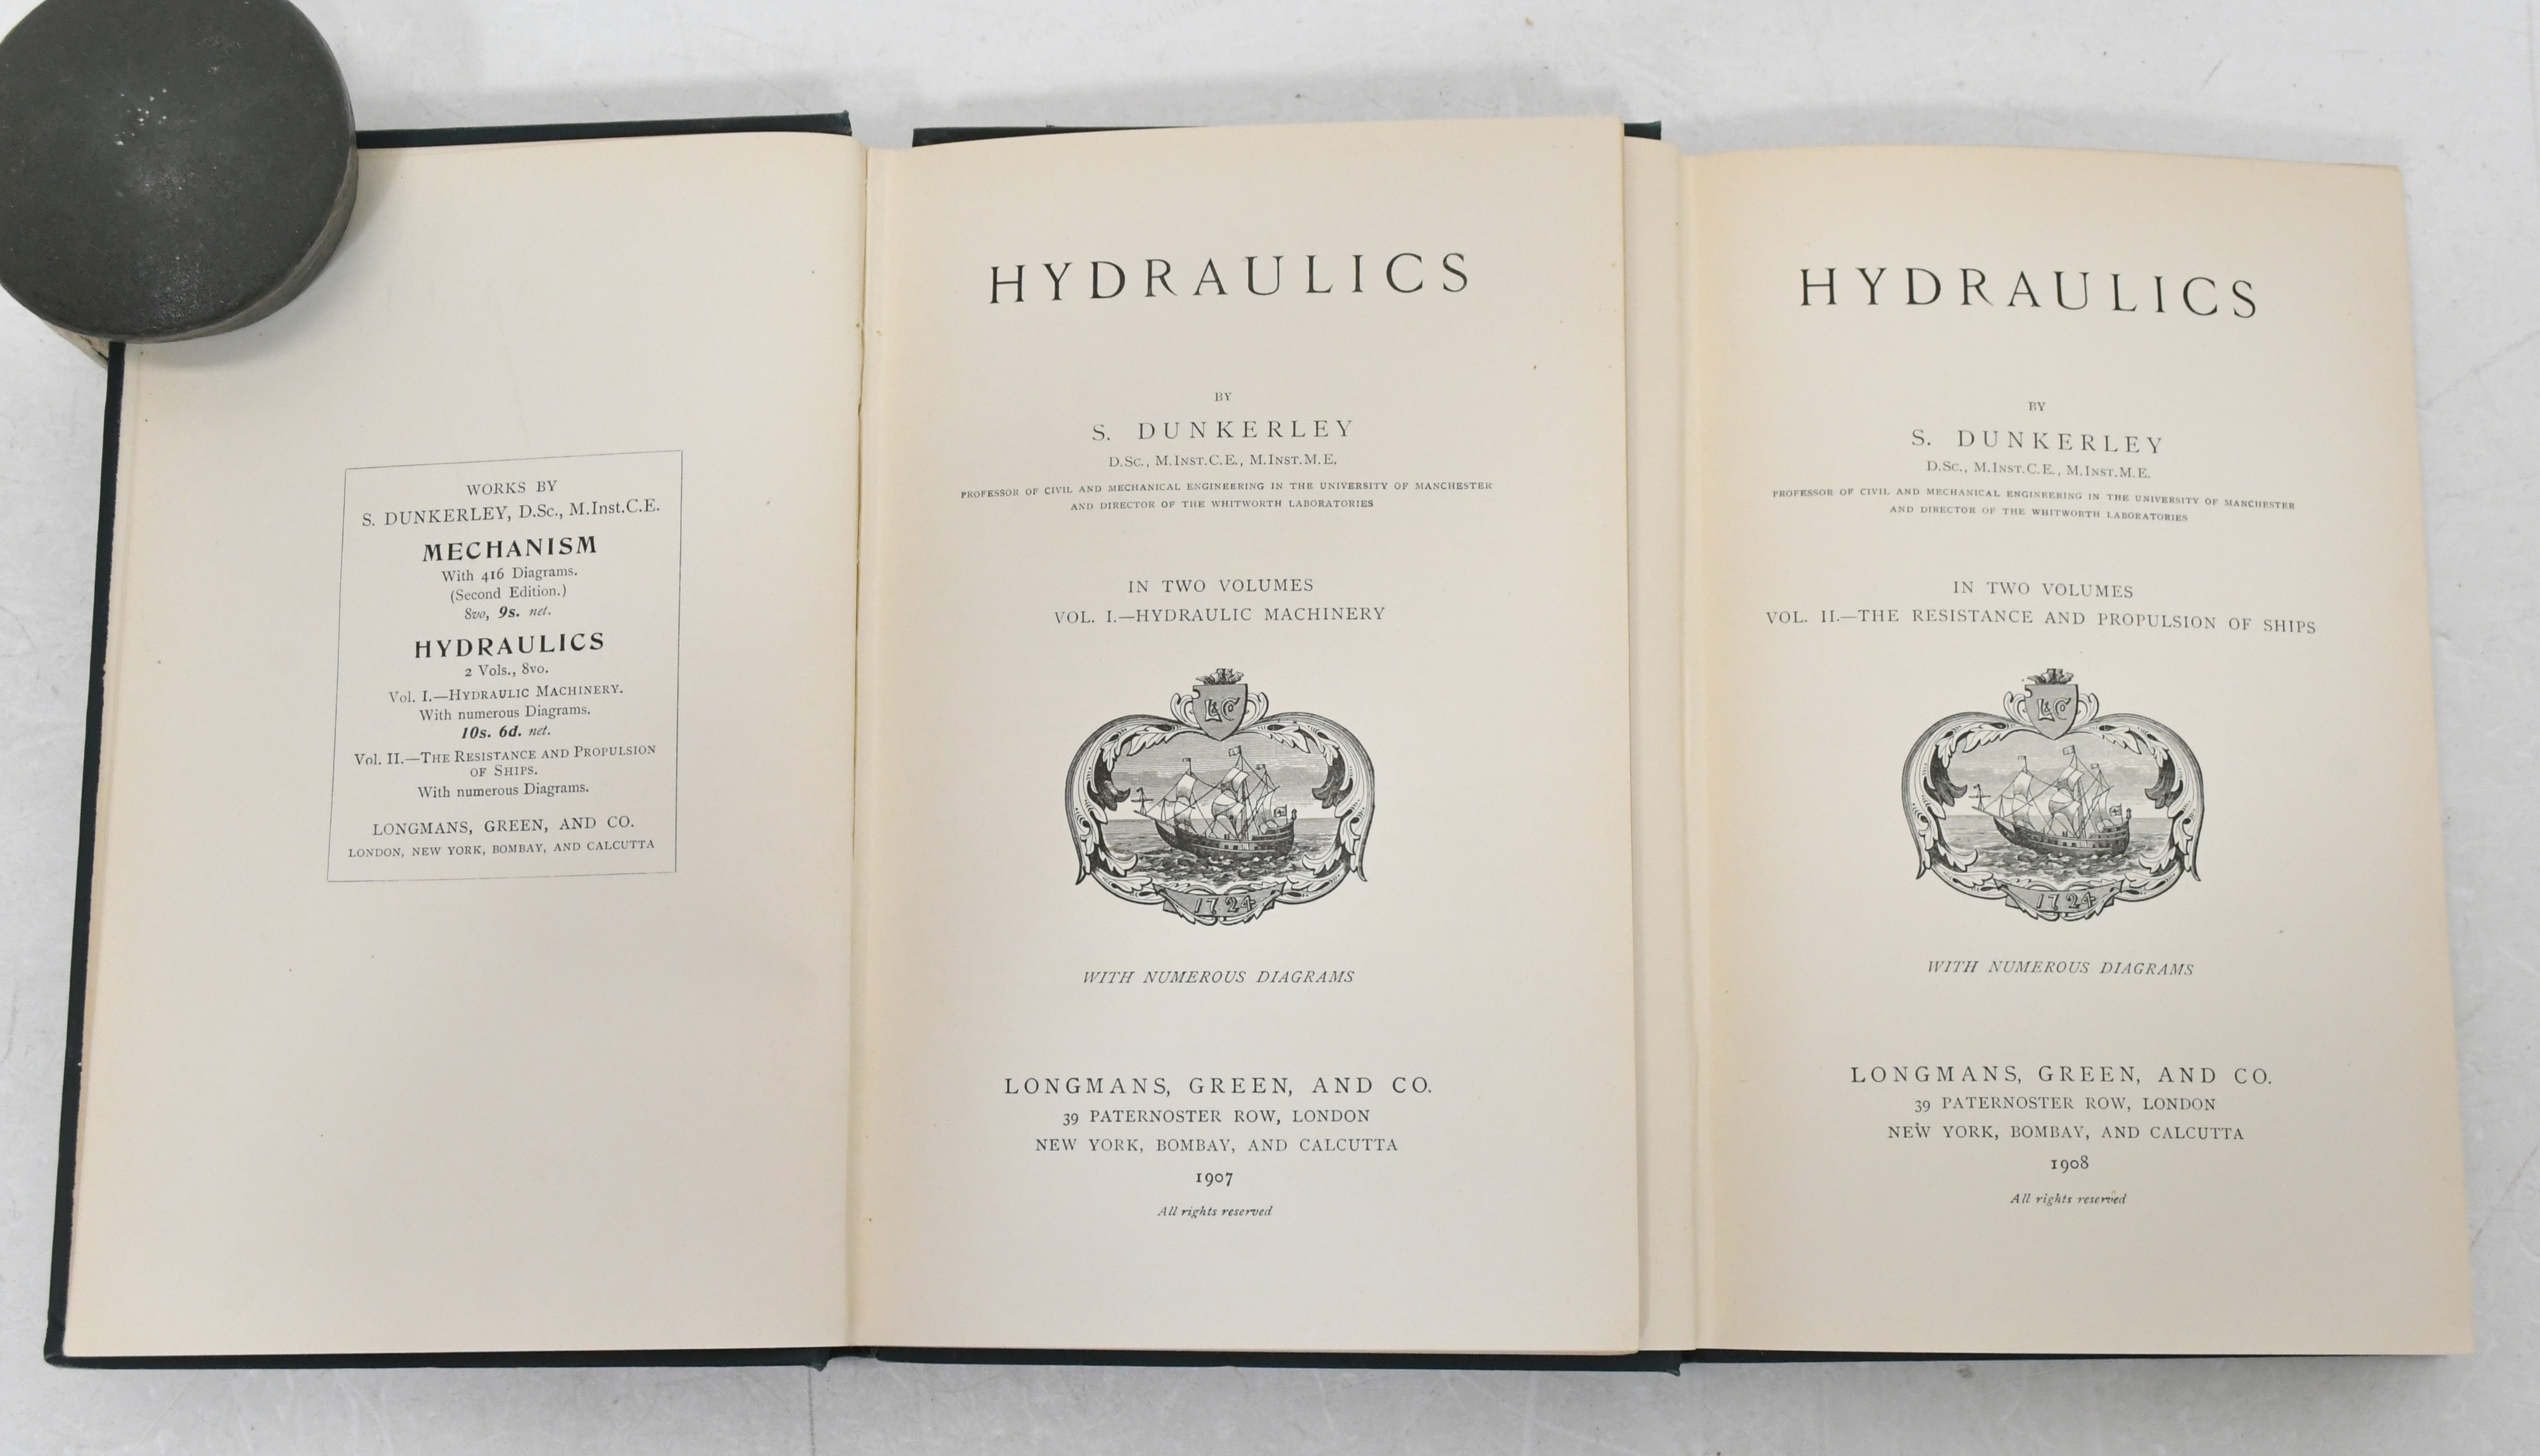 WORKS BY
S. DUNKERLEY, D.Sc., M.Inst.C.E.
MECHANISM
With 416 Diagrams.
(Second Edition.)
8vo, 9s. net.
HYDRAULICS
2 Vols., 8vo.
Vol. I.—Hydraulic Machinery.
With numerous Diagrams.
10s. 6d. net.
Vol. II.—The Resistance and Propulsion
of Ships.
With numerous Diagrams.
LONGMANS, GREEN, AND CO.
LONDON, NEW YORK, BOMBAY, AND CALCUTTA
HYDRAULICS
BY
S. DUNKERLEY
D.Sc., M.Inst.C.E., M.Inst.M.E.
PROFESSOR OF CIVIL AND MECHANICAL ENGINEERING IN THE UNIVERSITY OF MANCHESTER
AND DIRECTOR OF THE WHITWORTH LABORATORIES
IN TWO VOLUMES
VOL. I.—HYDRAULIC MACHINERY
L&Co
1724
WITH NUMEROUS DIAGRAMS
LONGMANS, GREEN, AND CO.
39 PATERNOSTER ROW, LONDON
NEW YORK, BOMBAY, AND CALCUTTA
1907
All rights reserved
HYDRAULICS
BY
S. DUNKERLEY
D.Sc., M.Inst.C.E., M.Inst.M.E.
PROFESSOR OF CIVIL AND MECHANICAL ENGINEERING IN THE UNIVERSITY OF MANCHESTER
AND DIRECTOR OF THE WHITWORTH LABORATORIES
IN TWO VOLUMES
VOL. II.—THE RESISTANCE AND PROPULSION OF SHIPS
L&Co
1724
WITH NUMEROUS DIAGRAMS
LONGMANS, GREEN, AND CO.
39 PATERNOSTER ROW, LONDON
NEW YORK, BOMBAY, AND CALCUTTA
1908
All rights reserved